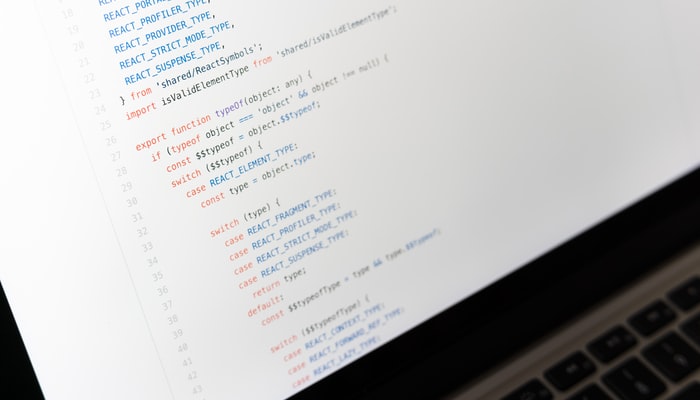 18 REACT_PORTAL
19 REACT_PROFILER_TYPE,
20 REACT_PROVIDER_TYPE,
21 REACT_STRICT_MODE_TYPE,
22 REACT_SUSPENSE_TYPE,
23 } from 'shared/ReactSymbols';
24 import isValidElementType from 'shared/isValidElementType';
25
26 export function typeOf(object: any) {
27 if (typeof object === 'object' && object !== null) {
28 const $$typeof = object.$$typeof;
29 switch ($$typeof) {
30 case REACT_ELEMENT_TYPE:
31 const type = object.type;
32
33 switch (type) {
34 case REACT_FRAGMENT_TYPE:
35 case REACT_PROFILER_TYPE:
36 case REACT_STRICT_MODE_TYPE:
37 case REACT_SUSPENSE_TYPE:
38 return type;
39 default:
40 const $$typeofType = type && type.$$typeof;
41
42 switch ($$typeofType) {
43 case REACT_CONTEXT_TYPE:
case REACT_FORWARD_REF_TYPE:
case REACT_LAZY_TYPE: